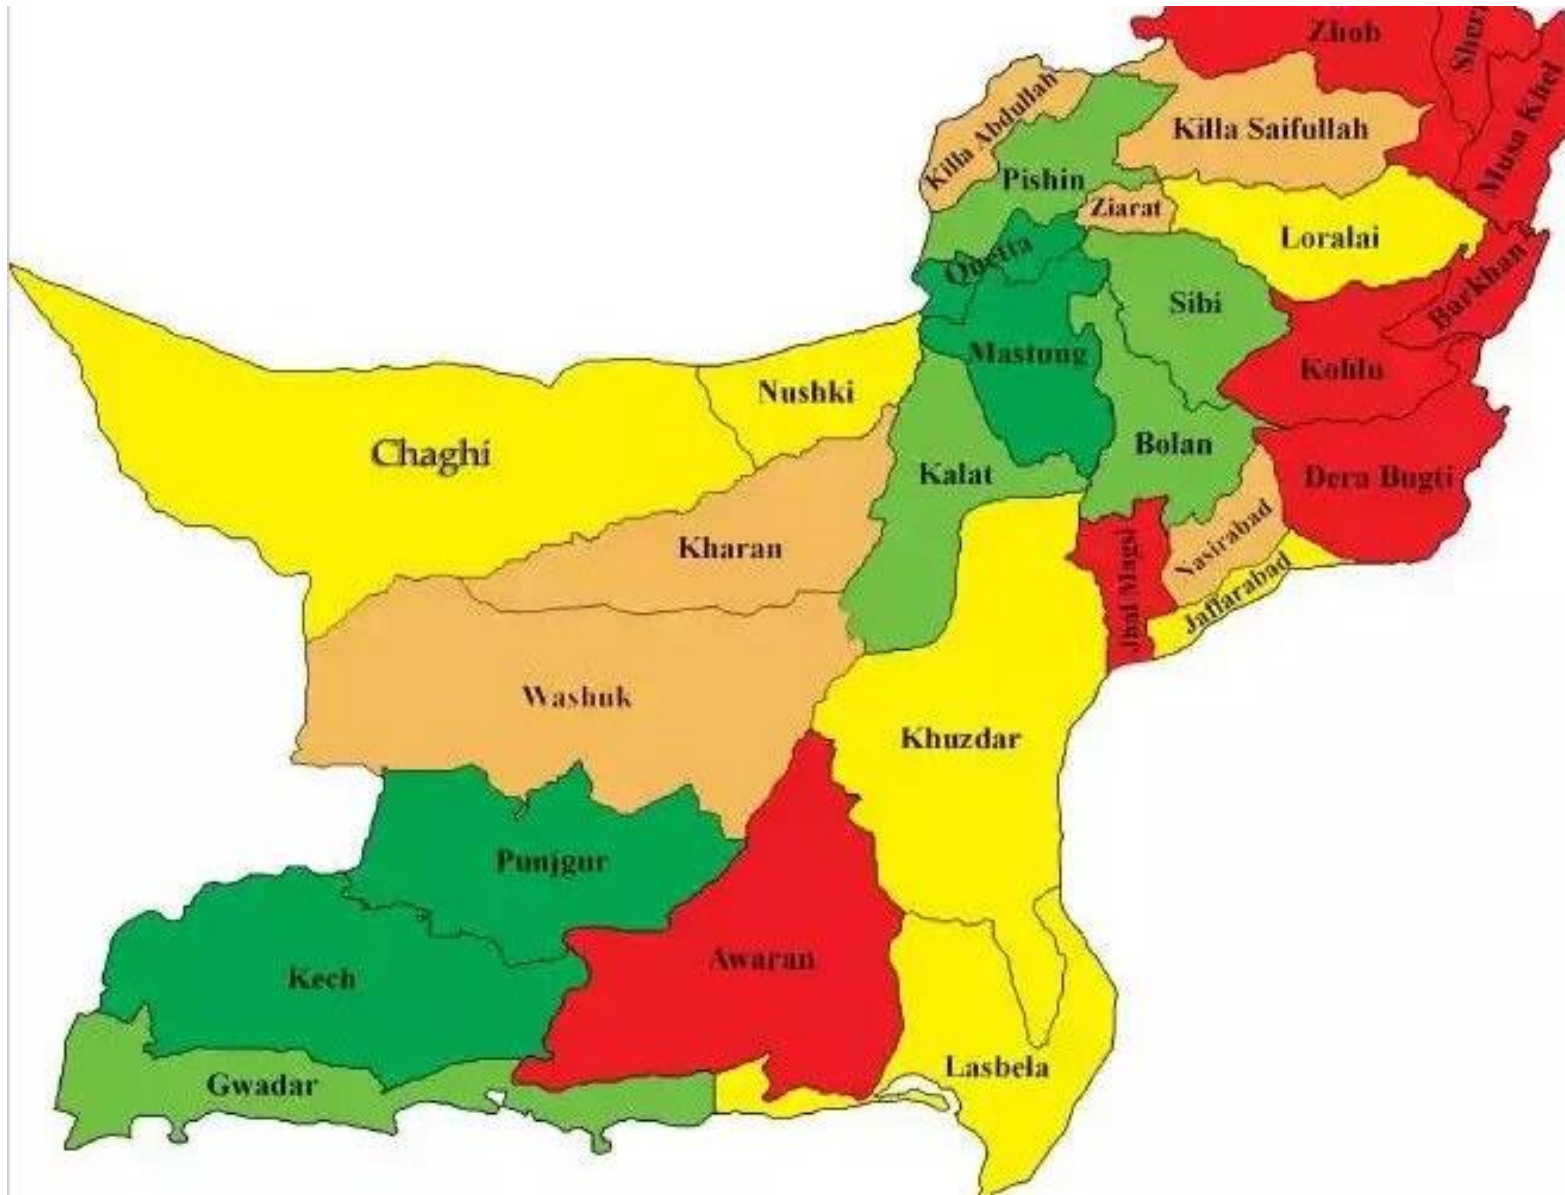 Zhob
Killa Abdullah
Killa Saifullah
Musa Khel
Pishin
Ziarat
Loralai
Quetta
Barkhan
Sibi
Mastung
Kohlu
Nushki
Chaghi
Bolan
Kalat
Dera Bugti
Kharan
Nasirabad
Jhal Magsi
Jaffarabad
Washuk
Khuzdar
Punjgur
Awaran
Kech
Lasbela
Gwadar